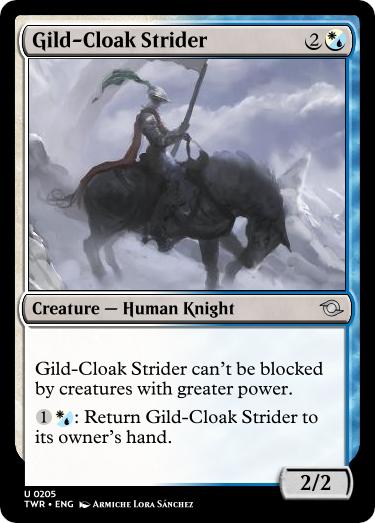 Gild-Cloak Strider 2
Creature — Human Knight
Gild-Cloak Strider can't be blocked
by creatures with greater power.
1 : Return Gild-Cloak Strider to
its owner's hand.
2/2
U 0205
TWR • ENG Armiche Lora Sánchez